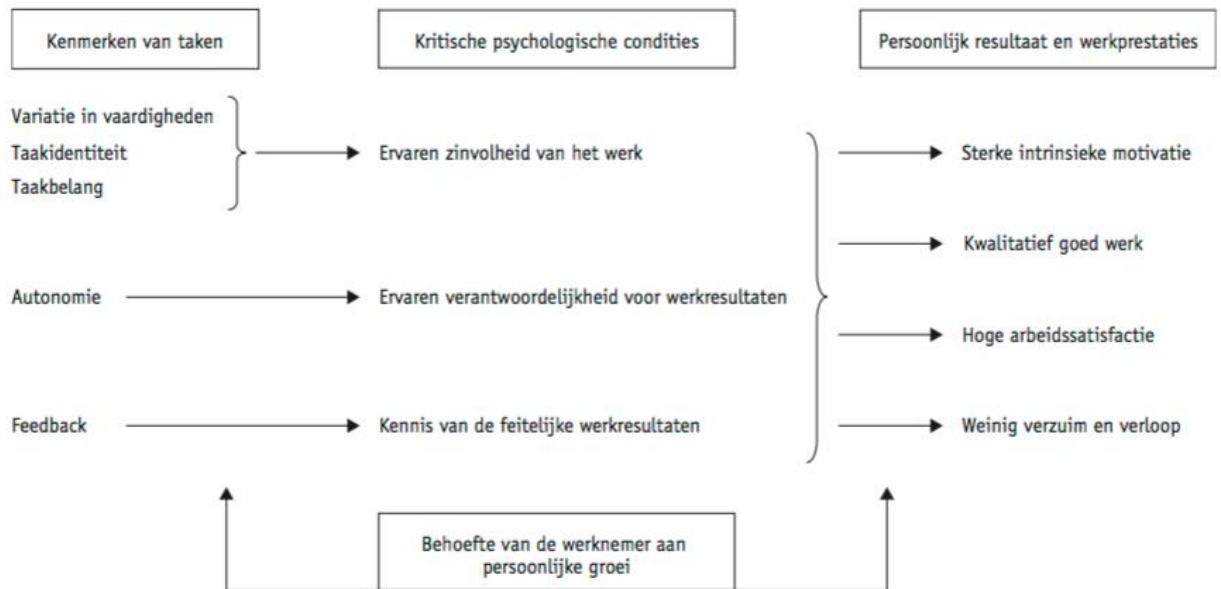 Kenmerken van taken
Kritische psychologische condities
Persoonlijk resultaat en werkprestaties
Variatie in vaardigheden
Taakidentiteit
Taakbelang
Ervaren zinvolheid van het werk
Sterke intrinsieke motivatie
Kwalitatief goed werk
Autonomie
Ervaren verantwoordelijkheid voor werkresultaten
Hoge arbeidssatisfactie
Feedback
Kennis van de feitelijke werkresultaten
Weinig verzuim en verloop
Behoefte van de werknemer aan
persoonlijke groei